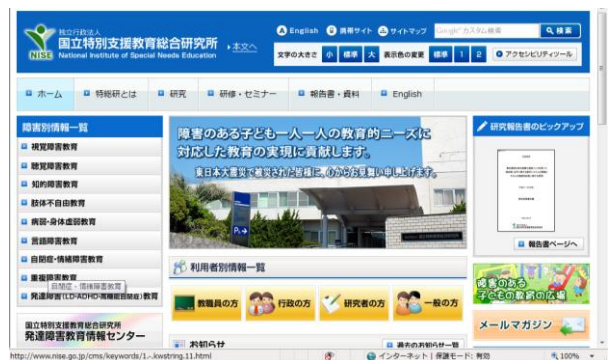 独立行政法人
国立特別支援教育総合研究所
NISE National Institute of Special Needs Education
本文へ
English 携帯サイト サイトマップ Google カスタム検索 検索
文字の大きさ 小 標準 大 表示色の変更 標準 1 2 アクセシビリティツール
ホーム 特総研とは 研究 研修・セミナー 報告書・資料 English
障害別情報一覧
視覚障害教育
聴覚障害教育
知的障害教育
肢体不自由教育
病弱・身体虚弱教育
言語障害教育
自閉症・情緒障害教育
重複障害教育
自閉症・情緒障害教育
発達障害(LD・ADHD・高機能自閉症)教育
国立特別支援教育総合研究所
発達障害教育情報センター
障害のある子ども一人一人の教育的ニーズに
対応した教育の実現に貢献します。
東日本大震災で被災された皆様に、心からお見舞い申し上げます。
P
利用者別情報一覧
教職員の方 行政の方 研究者の方 一般の方
お知らせ 過去のお知らせ一覧
研究報告書のピックアップ
報告書ページへ
障害のある
子どもの教育の広場
メールマガジン
http://www.nise.go.jp/cms/keywords/1,-,kwstring,11.html インターネット | 保護モード: 有効 100%